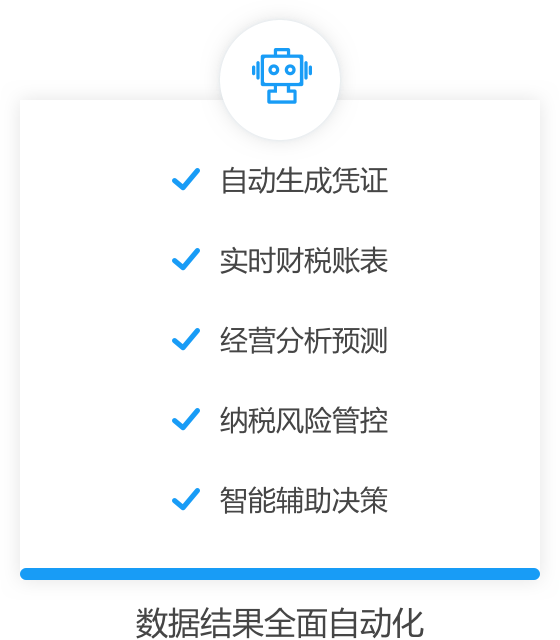 自动生成凭证
实时财税账表
经营分析预测
纳税风险管控
智能辅助决策
数据结果全面自动化